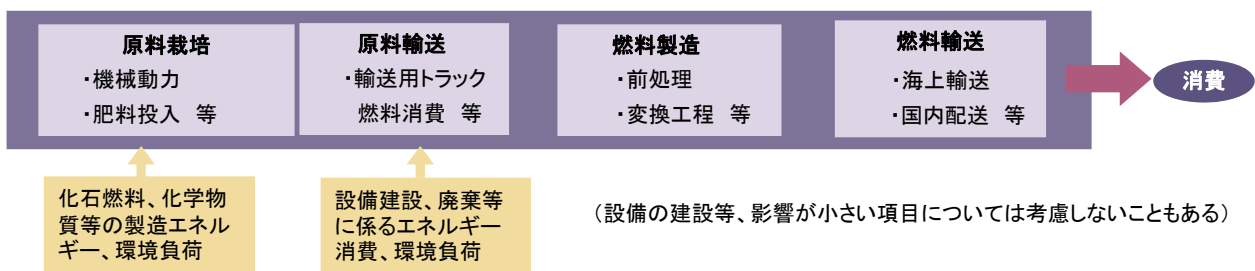 原料栽培
・機械動力
・肥料投入　等
原料輸送
・輸送用トラック
燃料消費　等
燃料製造
・前処理
・変換工程　等
燃料輸送
・海上輸送
・国内配送　等
消費
化石燃料、化学物
質等の製造エネル
ギー、環境負荷
設備建設、廃棄等
に係るエネルギー
消費、環境負荷
（設備の建設等、影響が小さい項目については考慮しないこともある）